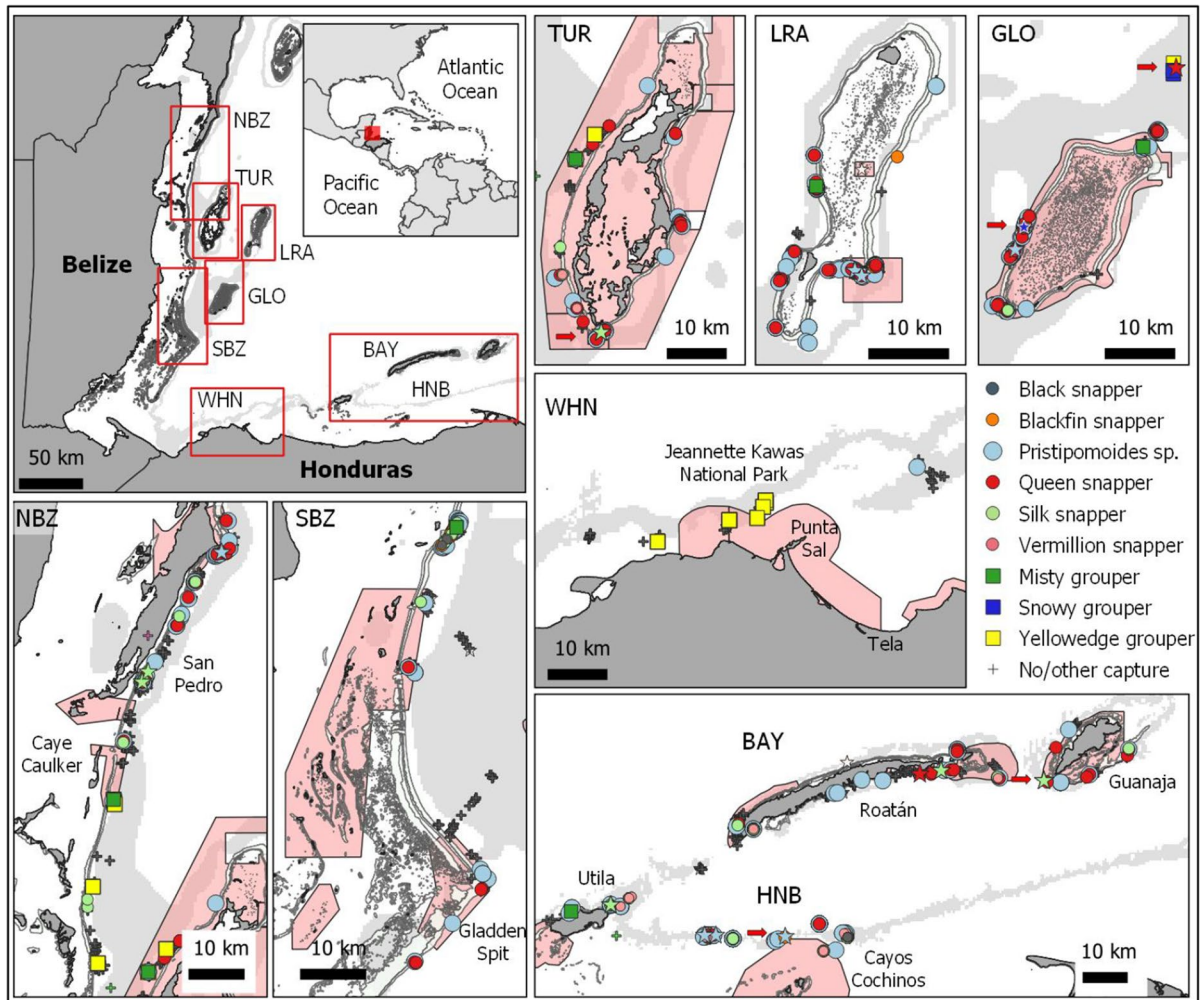 Atlantic
Ocean
Pacific
Ocean
NBZ
TUR
LRA
Belize
GLO
SBZ
BAY
HNB
WHN
50 km
Honduras
TUR
10 km
LRA
10 km
GLO
10 km
WHN
Jeannette Kawas
National Park
Punta
Sal
Tela
10 km
Black snapper
Blackfin snapper
Pristipomoides sp.
Queen snapper
Silk snapper
Vermillion snapper
Misty grouper
Snowy grouper
Yellowedge grouper
No/other capture
NBZ
San
Pedro
Caye
Caulker
10 km
SBZ
Gladden
Spit
10 km
BAY
Guanaja
Roatán
Utila
HNB
Cayos
Cochinos
10 km